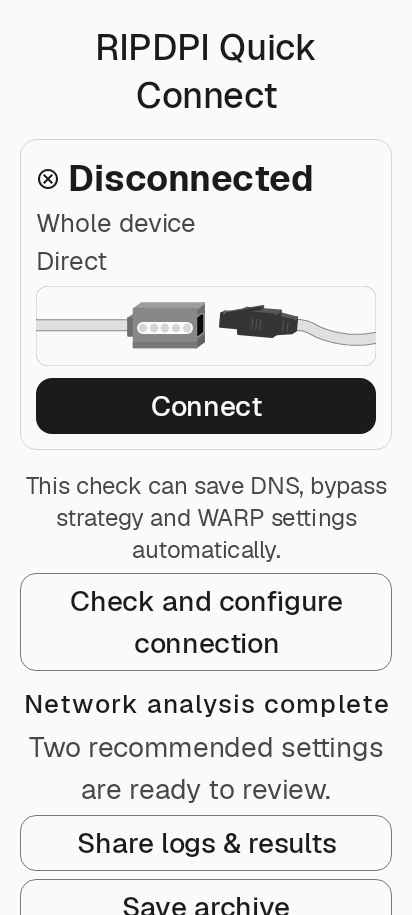 RIPDPI Quick
Connect
Disconnected
Whole device
Direct
Connect
This check can save DNS, bypass
strategy and WARP settings
automatically.
Check and configure
connection
Network analysis complete
Two recommended settings
are ready to review.
Share logs & results
Save archive